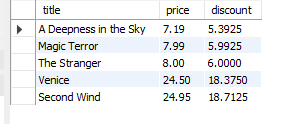 title price discount
A Deepness in the Sky 7.19 5.3925
Magic Terror 7.99 5.9925
The Stranger 8.00 6.0000
Venice 24.50 18.3750
Second Wind 24.95 18.7125